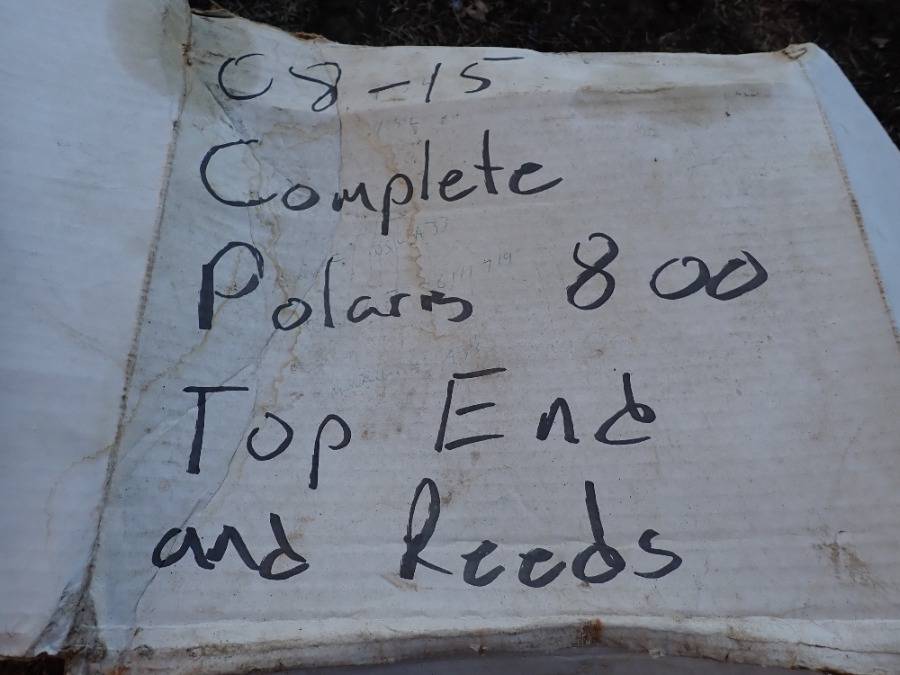 08-15
Complete
Polaris 800
Top End
and Reeds